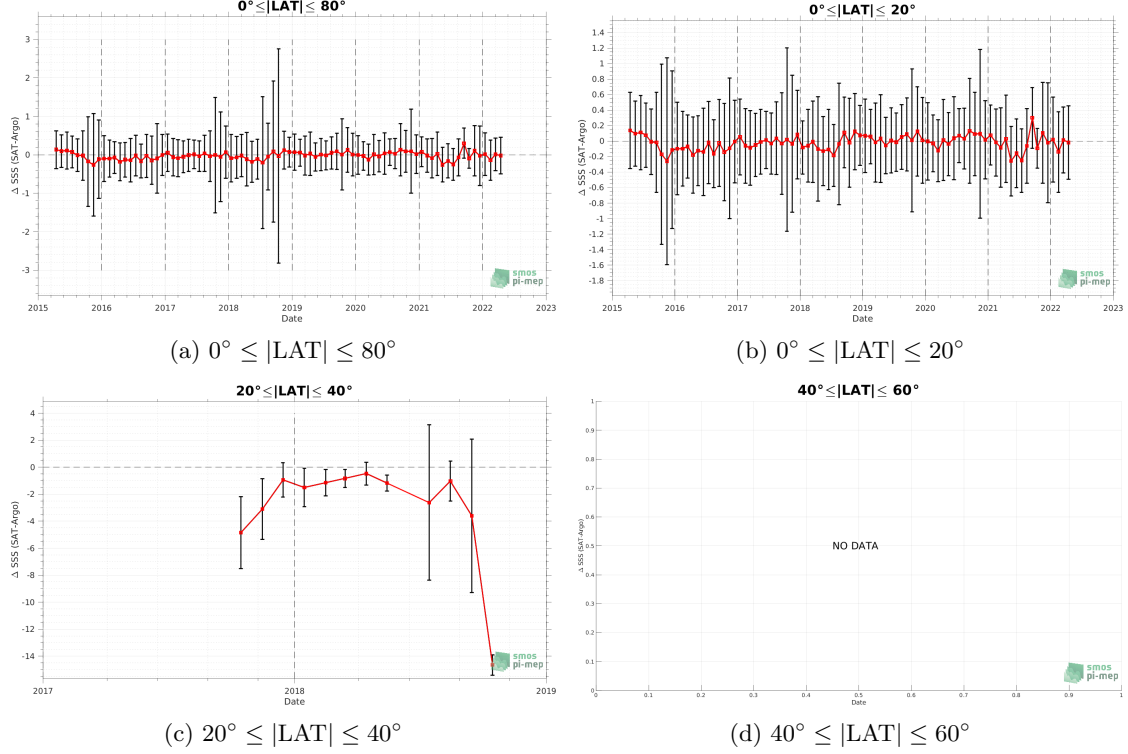 0°≤|LAT|≤ 80°
Δ SSS (SAT-Argo)
3
2
1
0
-1
-2
-3
2015 2016 2017 2018 2019 2020 2021 2022 2023
Date
smos
pi-mep
(a) 0° ≤ |LAT| ≤ 80°
0°≤|LAT|≤ 20°
Δ SSS (SAT-Argo)
1.4
1.2
1
0.8
0.6
0.4
0.2
0
-0.2
-0.4
-0.6
-0.8
-1
-1.2
-1.4
-1.6
-1.8
2015 2016 2017 2018 2019 2020 2021 2022 2023
Date
smos
pi-mep
(b) 0° ≤ |LAT| ≤ 20°
20°≤|LAT|≤ 40°
Δ SSS (SAT-Argo)
4
2
0
-2
-4
-6
-8
-10
-12
-14
2017 2018 2019
Date
smos
pi-mep
(c) 20° ≤ |LAT| ≤ 40°
40°≤|LAT|≤ 60°
Δ SSS (SAT-Argo)
1
0.9
0.8
0.7
0.6
0.5
0.4
0.3
0.2
0.1
0
NO DATA
0 0.1 0.2 0.3 0.4 0.5 0.6 0.7 0.8 0.9 1
Date
smos
pi-mep
(d) 40° ≤ |LAT| ≤ 60°